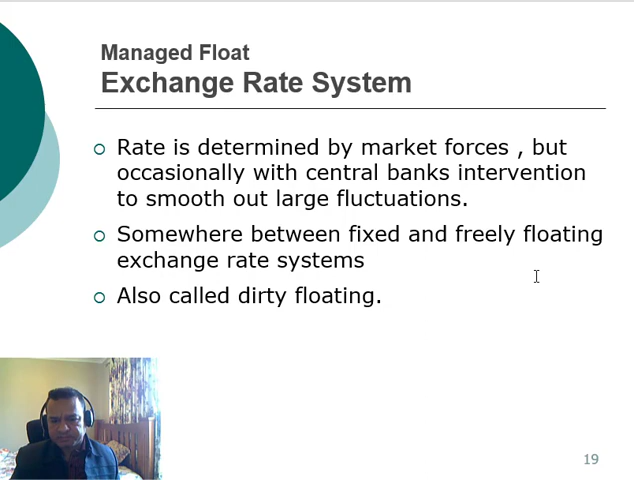 Managed Float
Exchange Rate System
Rate is determined by market forces , but
occasionally with central banks intervention
to smooth out large fluctuations.
Somewhere between fixed and freely floating
exchange rate systems
Also called dirty floating.
19